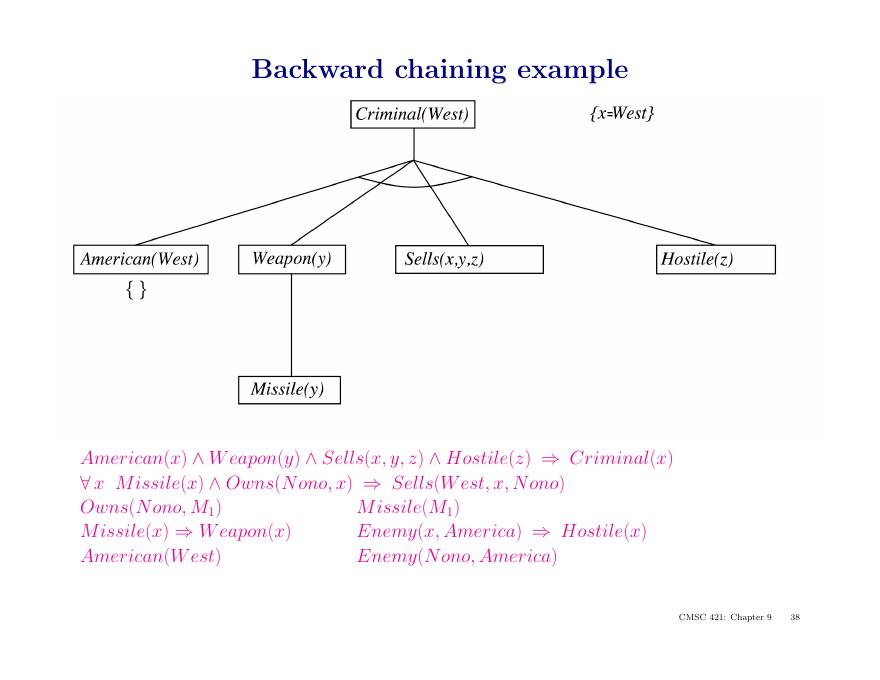 Backward chaining example
Criminal(West) {x=West}
American(West) Weapon(y) Sells(x,y,z) Hostile(z)
{ }
Missile(y)
American(x) ∧ Weapon(y) ∧ Sells(x, y, z) ∧ Hostile(z) ⇒ Criminal(x)
∀ x Missile(x) ∧ Owns(Nono, x) ⇒ Sells(West, x, Nono)
Owns(Nono, M₁) Missile(M₁)
Missile(x) ⇒ Weapon(x) Enemy(x, America) ⇒ Hostile(x)
American(West) Enemy(Nono, America)
CMSC 421: Chapter 9 38